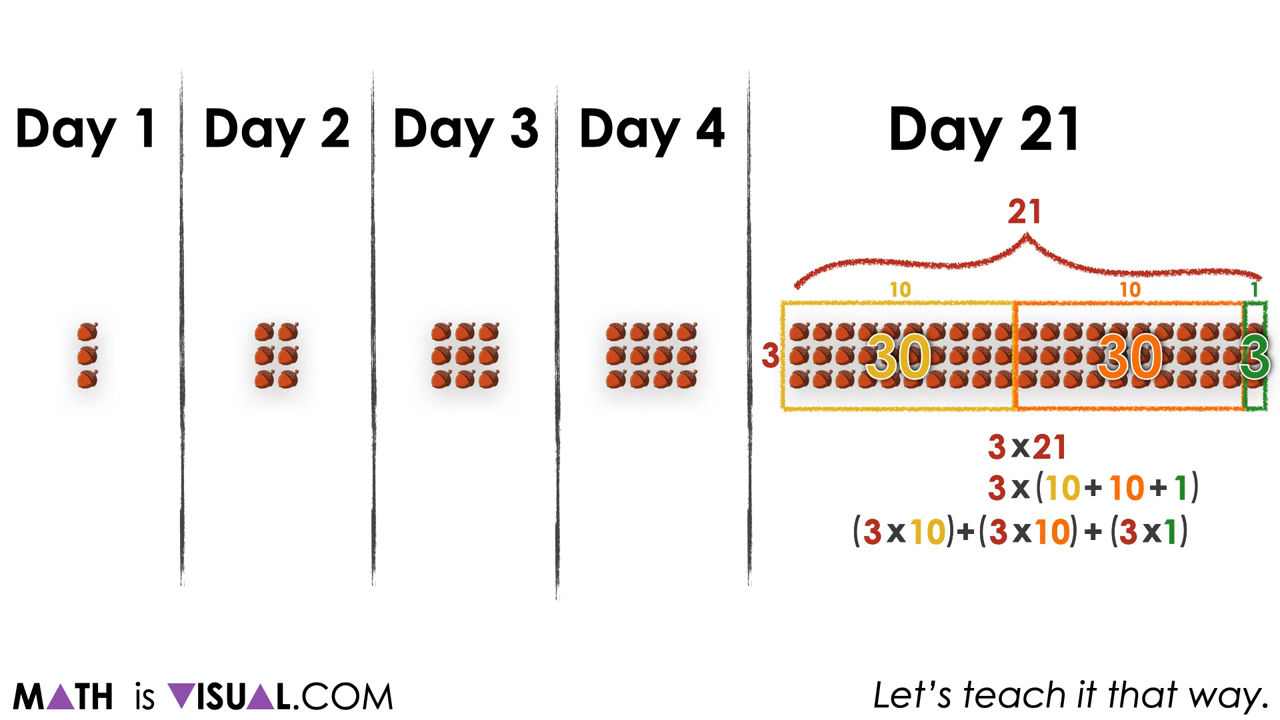 Day 1
Day 2
Day 3
Day 4
Day 21
21
10
10
1
3
30
30
3
3 x 21
3 x (10 + 10 + 1)
(3 x 10) + (3 x 10) + (3 x 1)
MATH is VISUAL.COM
Let's teach it that way.